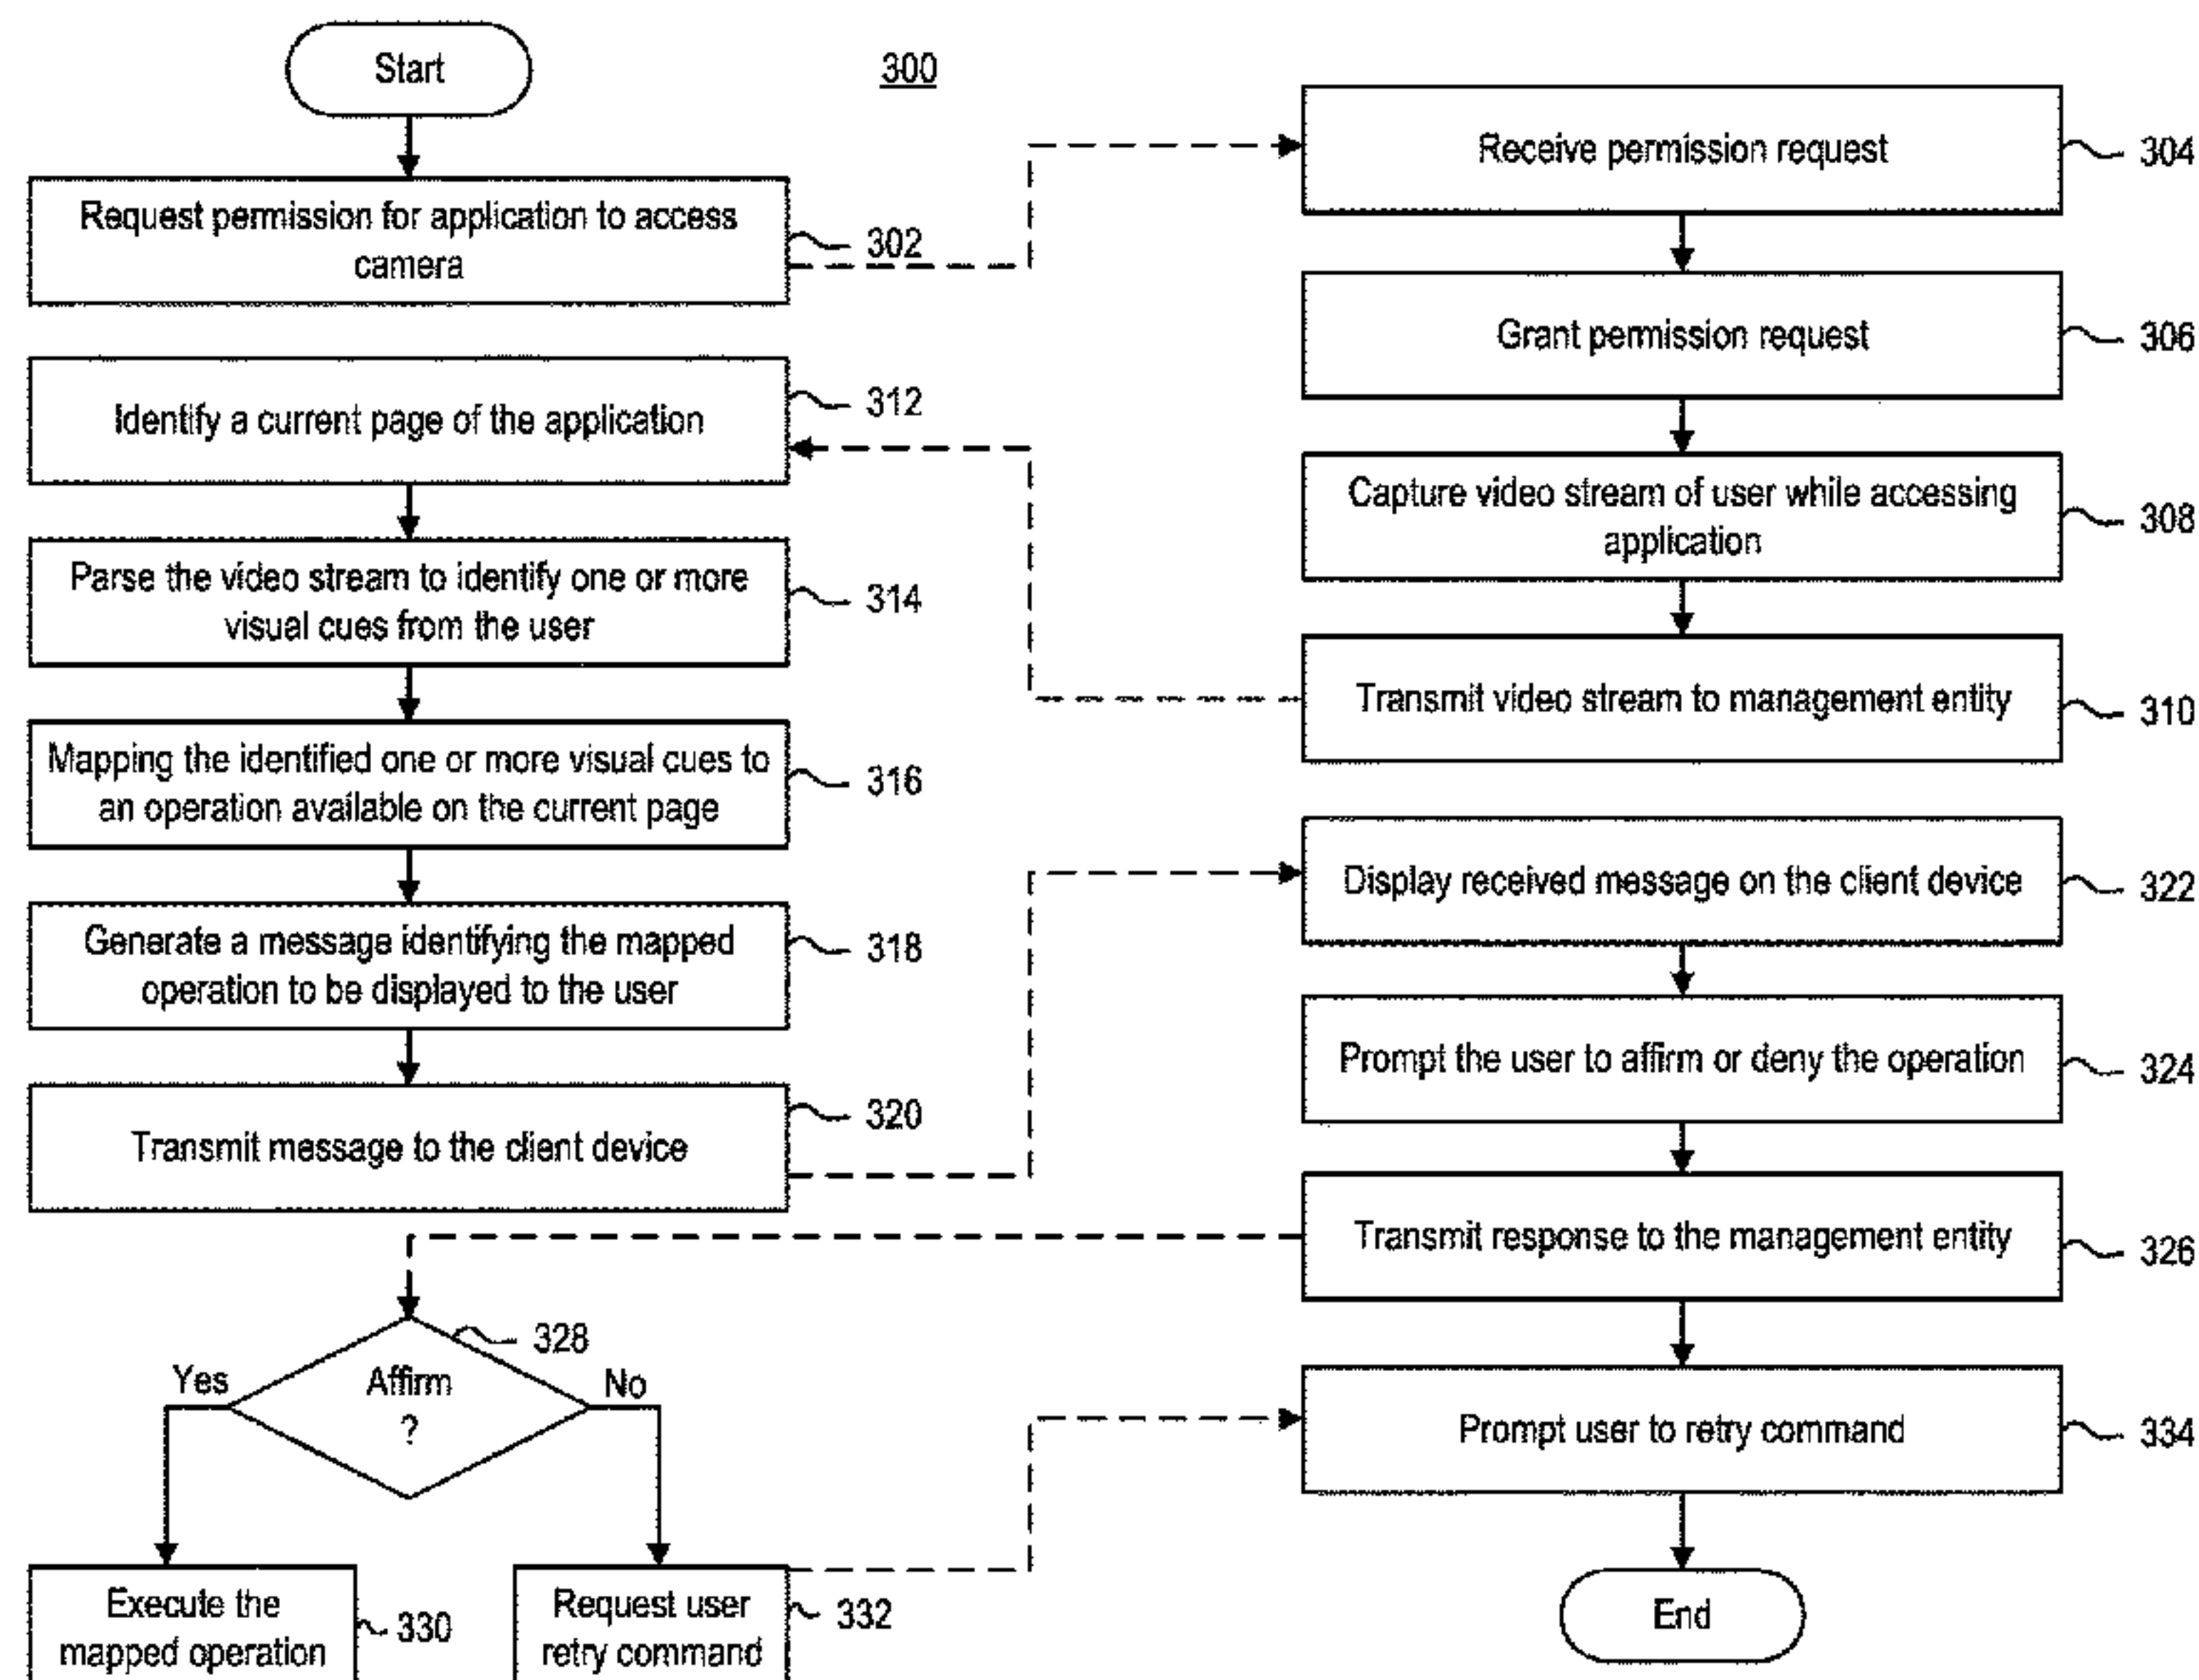 Start
300
Request permission for application to access
camera
302
Receive permission request
304
Grant permission request
306
Capture video stream of user while accessing
application
308
Transmit video stream to management entity
310
Identify a current page of the application
312
Parse the video stream to identify one or more
visual cues from the user
314
Mapping the identified one or more visual cues to
an operation available on the current page
316
Generate a message identifying the mapped
operation to be displayed to the user
318
Transmit message to the client device
320
Display received message on the client device
322
Prompt the user to affirm or deny the operation
324
Transmit response to the management entity
326
Affirm
?
328
Yes
No
Execute the
mapped operation
330
Request user
retry command
332
Prompt user to retry command
334
End